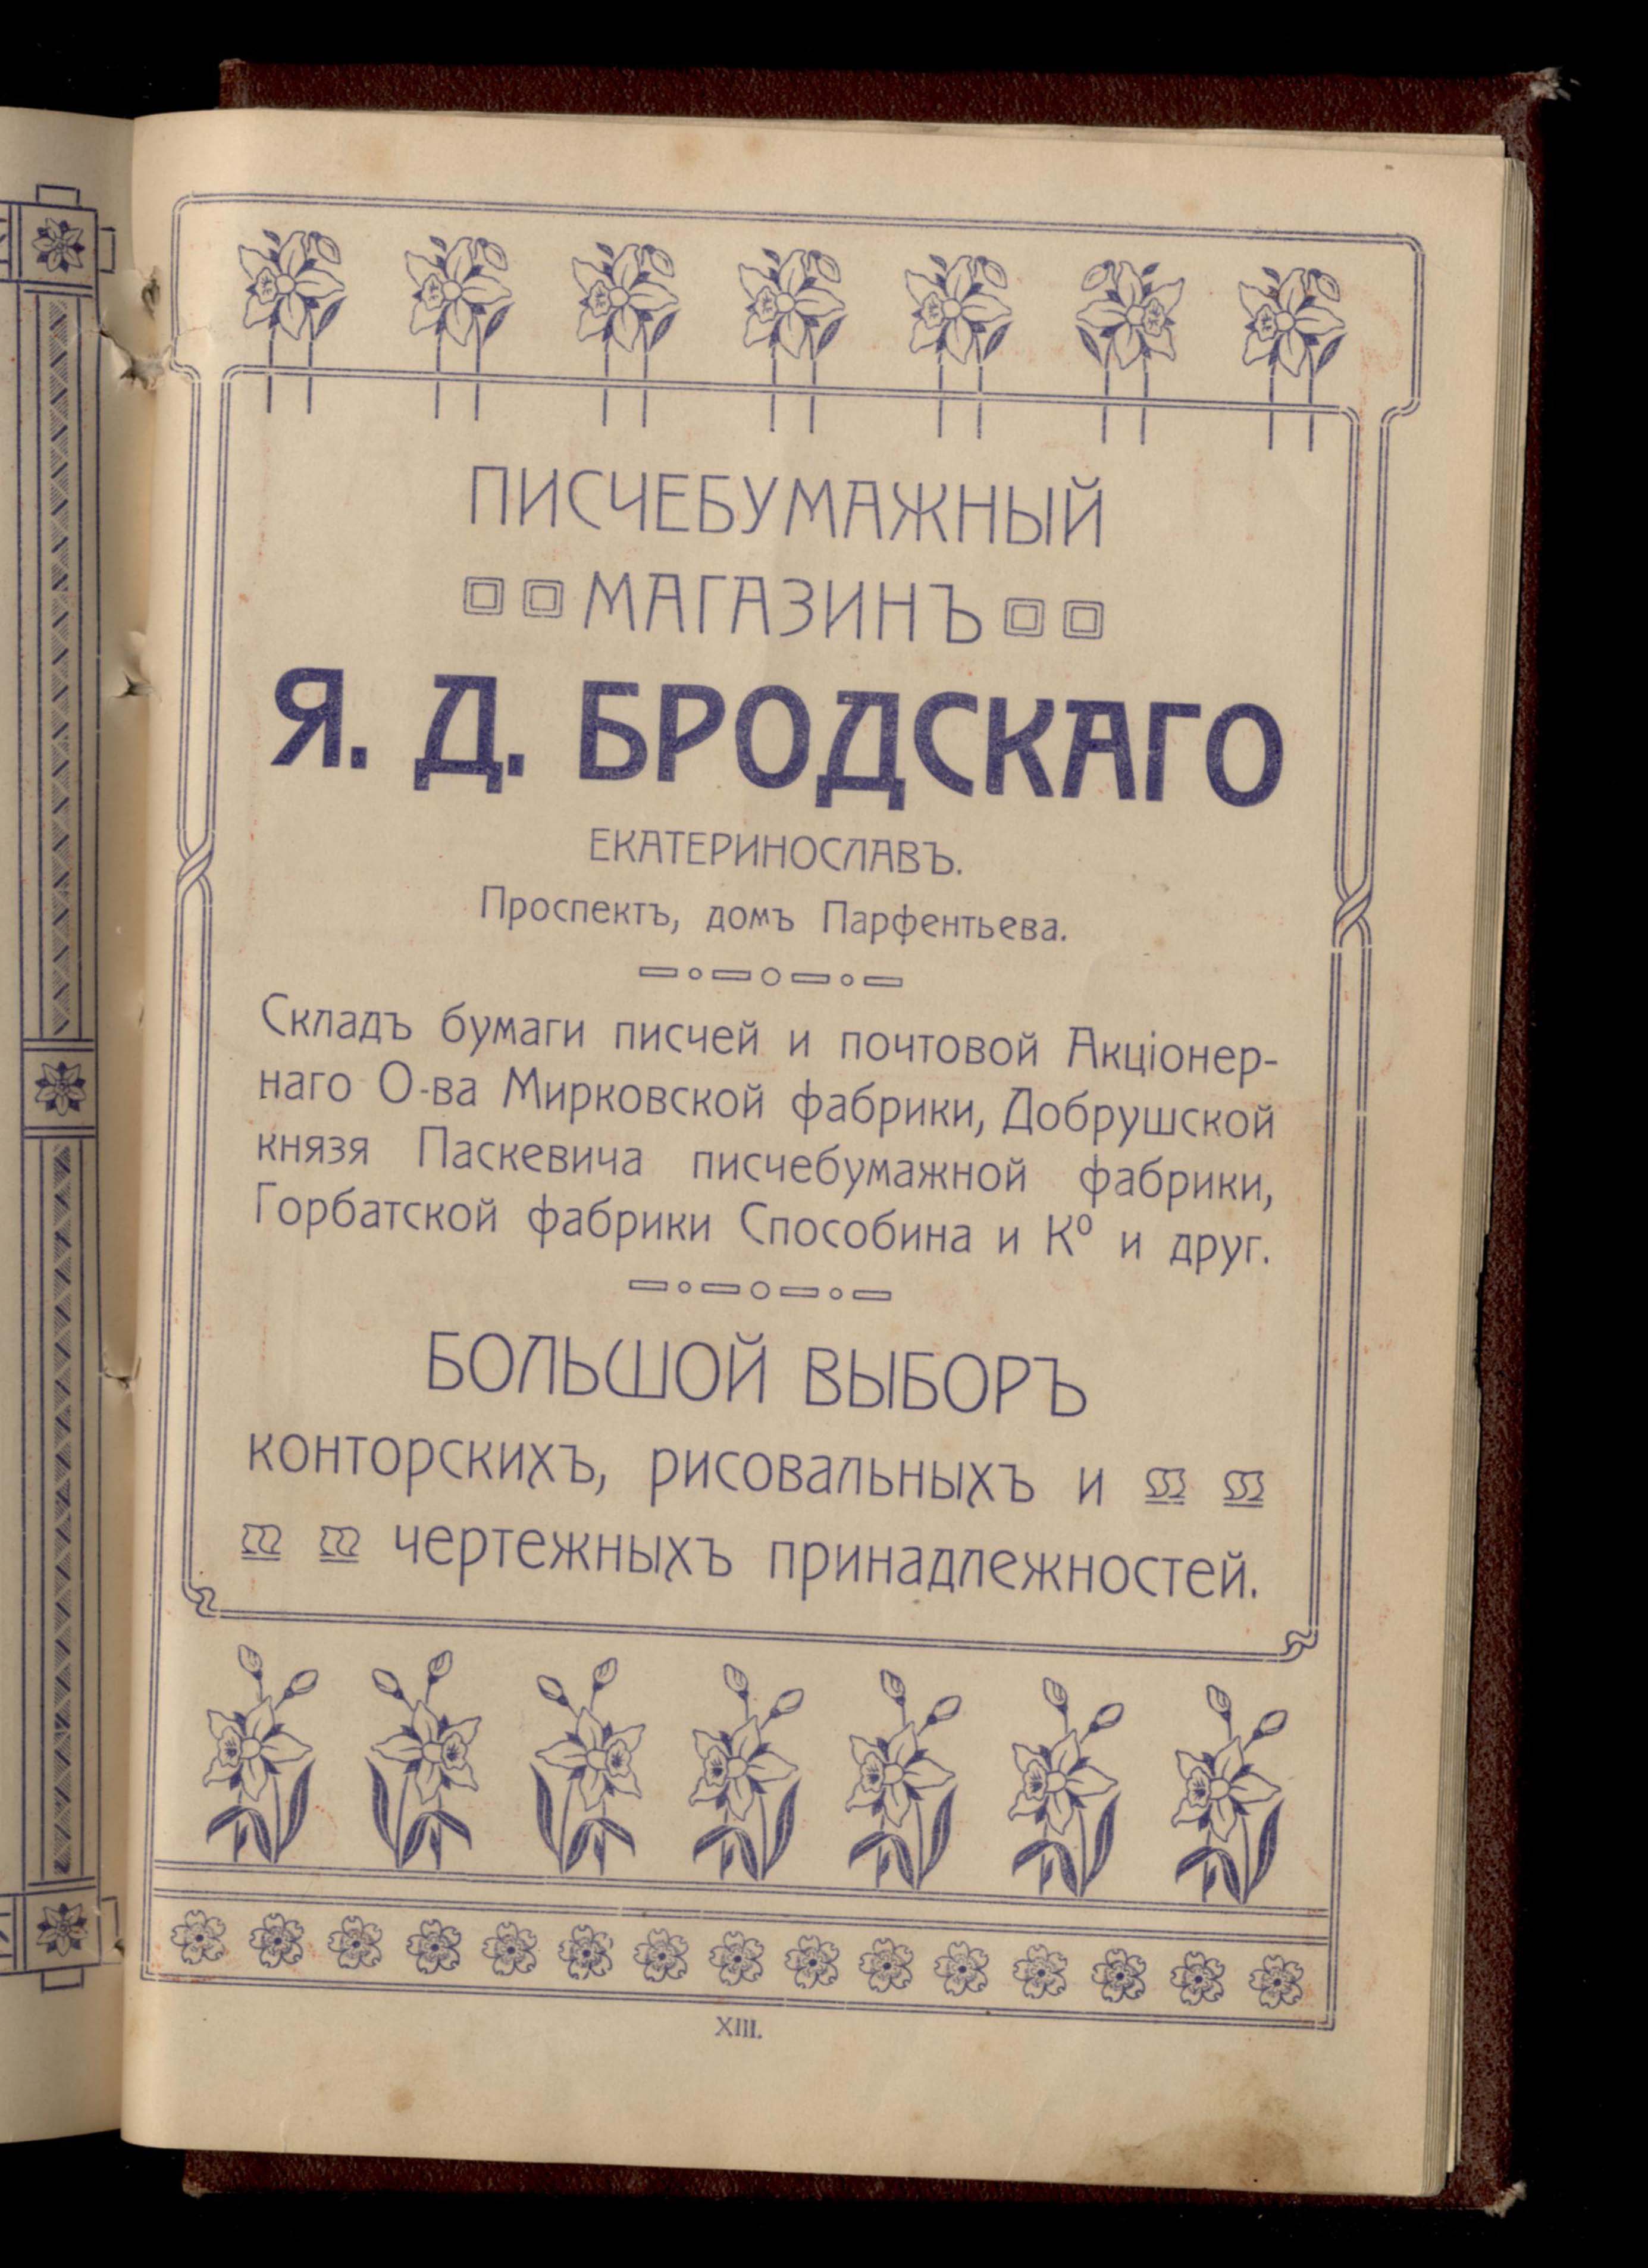 ПИСЧЕБУМАЖНЫЙ
МАГАЗИНЪ
Я. Д. БРОДСКАГО
ЕКАТЕРИНОСЛАВЪ.
Проспектъ, домъ Парфентьева.
Складъ бумаги писчей и почтовой Акціонер-
наго О-ва Мирковской фабрики, Добрушской
князя Паскевича писчебумажной фабрики,
Горбатской фабрики Способина и Кº и друг.
БОЛЬШОЙ ВЫБОРЪ
конторскихъ, рисовальныхъ и
чертежныхъ принадлежностей.
XIII.